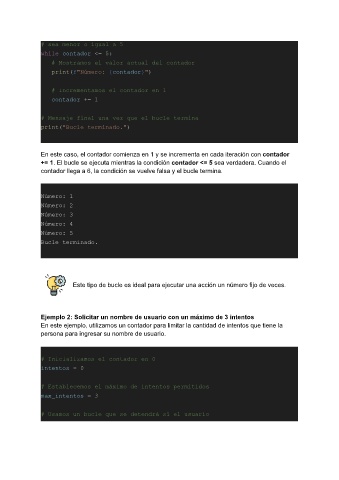 f sea menor o igual a 5
while contador <= 5:
# Mostramos el valor actual del contador
print(f"Número: {contador}")
# Incrementamos el contador en 1
contador += 1
# Mensaje final una vez que el bucle termina
print("Bucle terminado.")
En este caso, el contador comienza en 1 y se incrementa en cada iteración con contador
+= 1. El bucle se ejecuta mientras la condición contador <= 5 sea verdadera. Cuando el
contador llega a 6, la condición se vuelve falsa y el bucle termina.
Número: 1
Número: 2
Número: 3
Número: 4
Número: 5
Bucle terminado.
Este tipo de bucle es ideal para ejecutar una acción un número fijo de veces.
Ejemplo 2: Solicitar un nombre de usuario con un máximo de 3 intentos
En este ejemplo, utilizamos un contador para limitar la cantidad de intentos que tiene la
persona para ingresar su nombre de usuario.
# Inicializamos el contador en 0
intentos = 0
# Establecemos el máximo de intentos permitidos
max_intentos = 3
# Usamos un bucle que se detendrá si el usuario